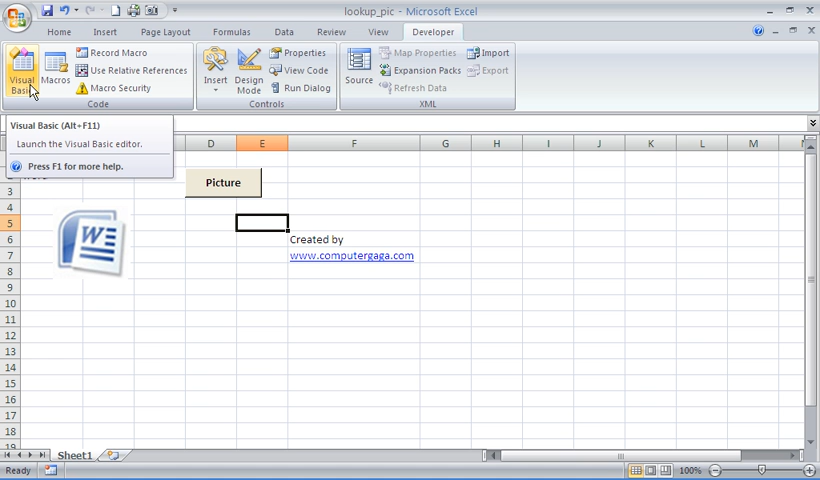 lookup_pic - Microsoft Excel
Home Insert Page Layout Formulas Data Review View Developer
Visual Basic
Macros
Record Macro
Use Relative References
Macro Security
Code
Insert
Design Mode
Properties
View Code
Run Dialog
Controls
Source
Map Properties
Expansion Packs
Refresh Data
Import
Export
XML
Visual Basic (Alt+F11)
Launch the Visual Basic editor.
Press F1 for more help.
D E F G H I J K L M
3
4
5
6
7
8
9
10
11
12
13
14
15
16
17
18
19
Picture
W
Created by
www.computergaga.com
Sheet1
Ready
100%